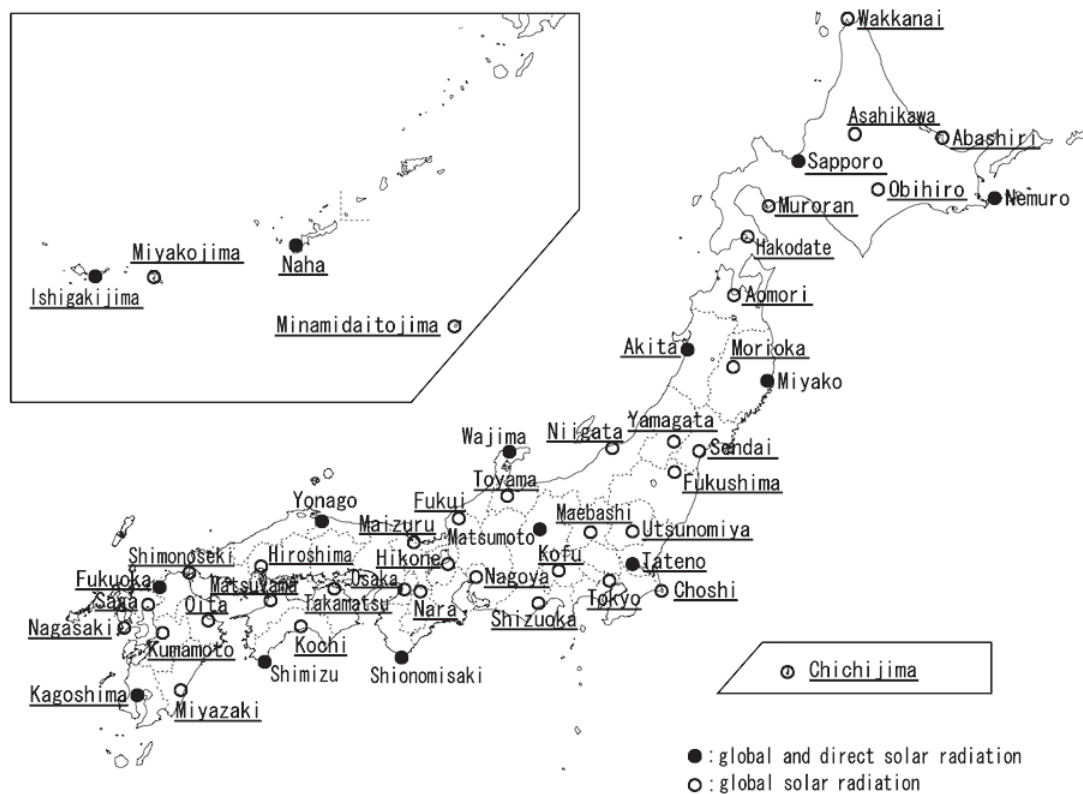 Wakkanai
Asahikawa
Abashiri
Sapporo
Obihiro
Nemuro
Muroran
Hakodate
Miyakojima
Naha
Ishigakijima
Minamidaitojima
Aomori
Akita
Morioka
Miyako
Yamagata
Niigata
Wajima
Sendai
Toyama
Fukushima
Yonago
Fukui
Maebashi
Maizuru
Matsumoto
Utsunomiya
Shimonoseki
Hiroshima
Hikone
Kofu
Tateno
Fukuoka
Matsuyama
Osaka
Nagoya
Choshi
Saga
Oita
Takamatsu
Nara
Tokyo
Shizuoka
Nagasaki
Kumamoto
Kochi
Shimizu
Shionomisaki
Kagoshima
Miyazaki
Chichijima
●:global and direct solar radiation
○:global solar radiation